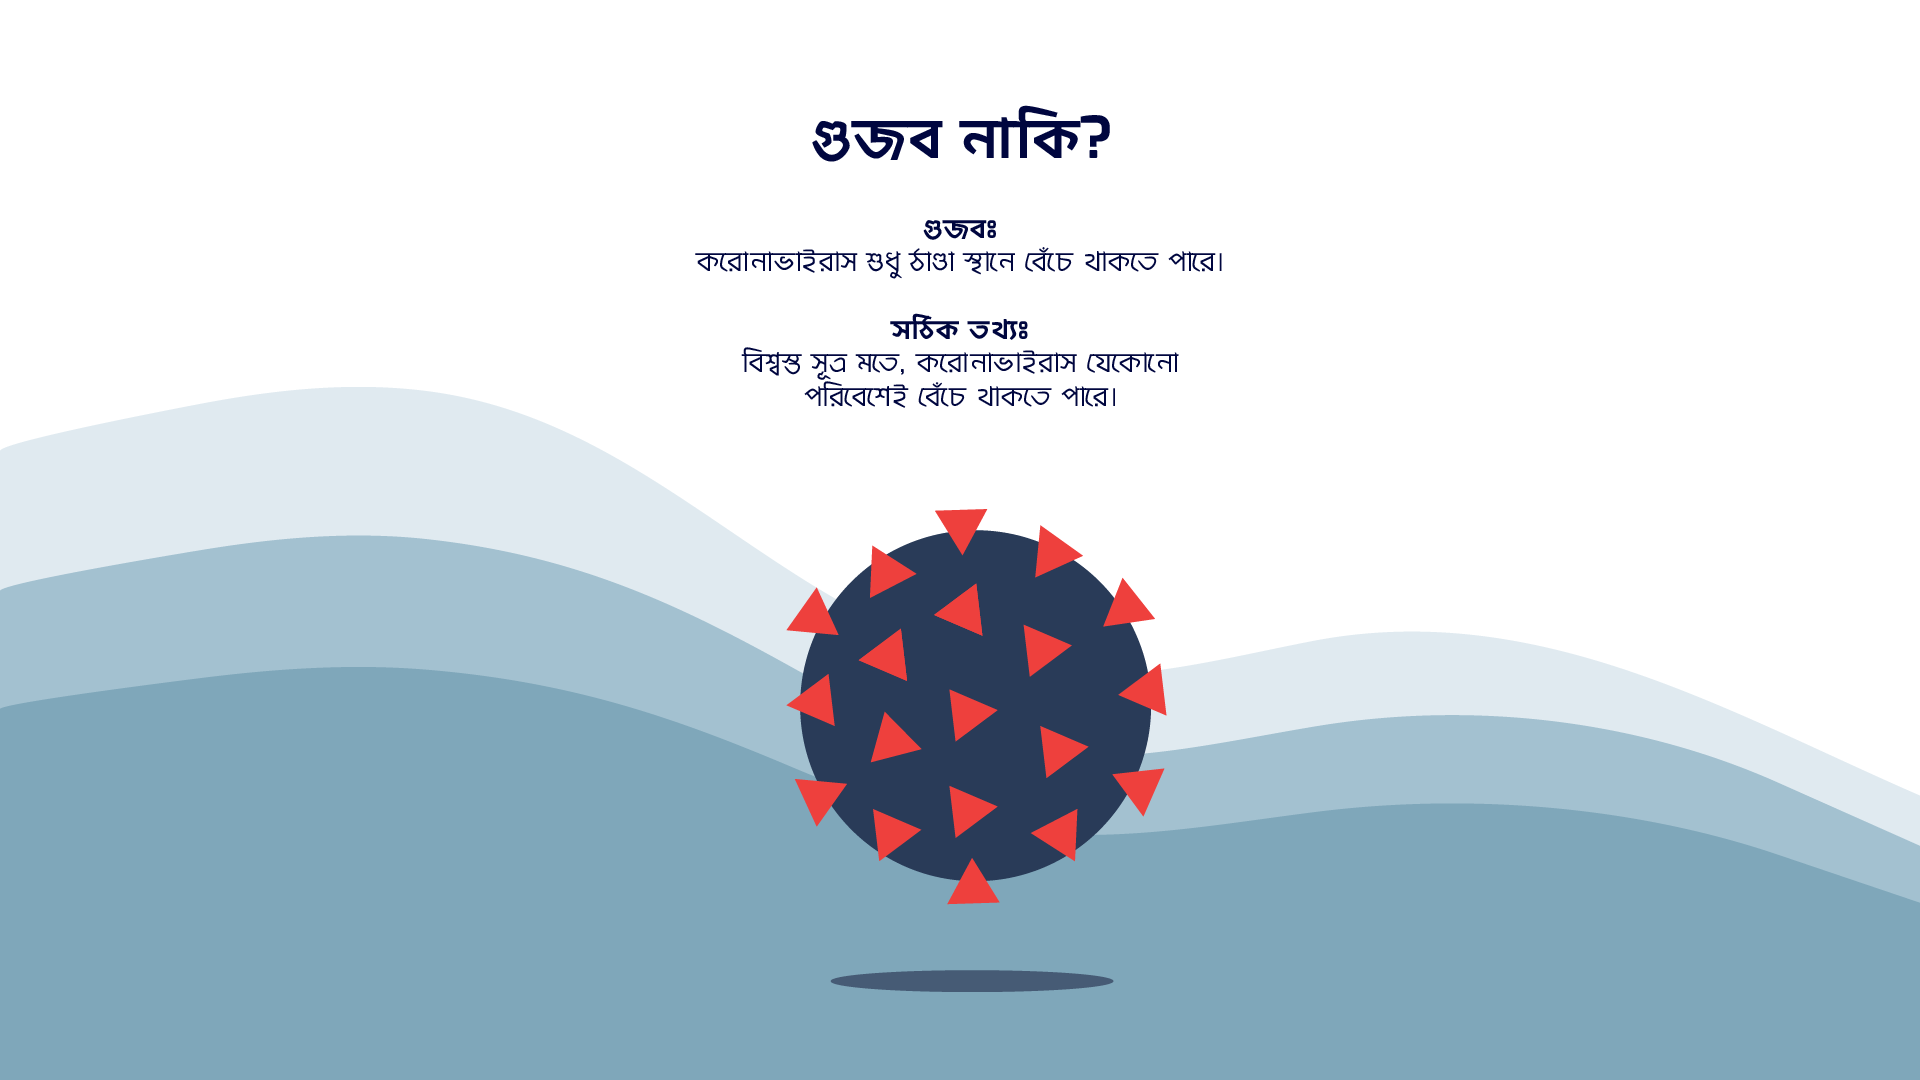 গুজব নাকি?
গুজবঃ
করোনাভাইরাস শুধু ঠাণ্ডা স্থানে বেঁচে থাকতে পারে।
সঠিক তথ্যঃ
বিশ্বস্ত সূত্র মতে, করোনাভাইরাস যেকোনো
পরিবেশেই বেঁচে থাকতে পারে।